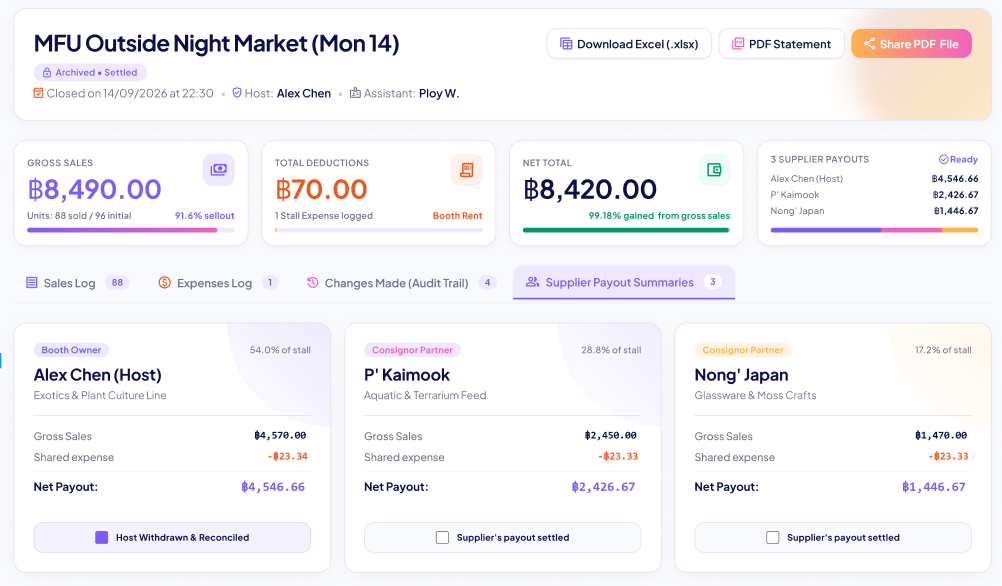 MFU Outside Night Market (Mon 14)
Download Excel (.xlsx)
PDF Statement
Share PDF File
Archived • Settled
Closed on 14/09/2026 at 22:30 • Host: Alex Chen • Assistant: Ploy W.
GROSS SALES
฿8,490.00
Units: 88 sold / 96 initial 91.6% sellout
TOTAL DEDUCTIONS
฿70.00
1 Stall Expense logged Booth Rent
NET TOTAL
฿8,420.00
99.18% gained from gross sales
3 SUPPLIER PAYOUTS Ready
Alex Chen (Host) ฿4,546.66
P' Kaimook ฿2,426.67
Nong' Japan ฿1,446.67
Sales Log 88
Expenses Log 1
Changes Made (Audit Trail) 4
Supplier Payout Summaries 3
Booth Owner 54.0% of stall
Alex Chen (Host)
Exotics & Plant Culture Line
Gross Sales ฿4,570.00
Shared expense -฿23.34
Net Payout: ฿4,546.66
Host Withdrawn & Reconciled
Consignor Partner 28.8% of stall
P' Kaimook
Aquatic & Terrarium Feed
Gross Sales ฿2,450.00
Shared expense -฿23.33
Net Payout: ฿2,426.67
Supplier's payout settled
Consignor Partner 17.2% of stall
Nong' Japan
Glassware & Moss Crafts
Gross Sales ฿1,470.00
Shared expense -฿23.33
Net Payout: ฿1,446.67
Supplier's payout settled